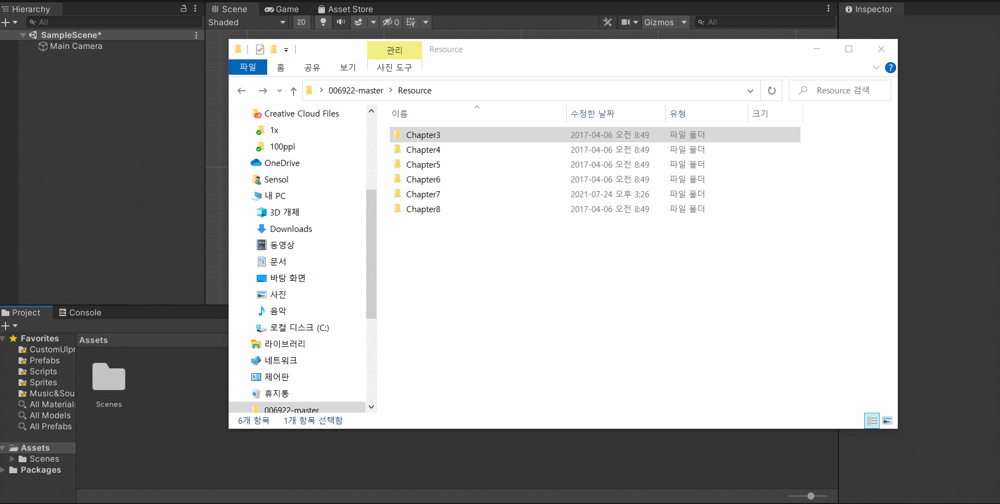 Hierarchy
All
SampleScene*
Main Camera
Scene
Game
Asset Store
Shaded
2D
0
Gizmos
All
Inspector
관리
Resource
파일
홈
공유
보기
사진 도구
006922-master
Resource
Resource 검색
Creative Cloud Files
1x
100ppi
OneDrive
Sensol
내 PC
3D 개체
Downloads
동영상
문서
바탕 화면
사진
음악
로컬 디스크 (C:)
라이브러리
네트워크
제어판
휴지통
006922-master
이름 수정한 날짜 유형 크기
Chapter3 2017-04-06 오전 8:49 파일 폴더
Chapter4 2017-04-06 오전 8:49 파일 폴더
Chapter5 2017-04-06 오전 8:49 파일 폴더
Chapter6 2017-04-06 오전 8:49 파일 폴더
Chapter7 2021-07-24 오후 3:26 파일 폴더
Chapter8 2017-04-06 오전 8:49 파일 폴더
6개 항목 1개 항목 선택함
Project
Console
Favorites
CustomUIpr
Prefabs
Scripts
Sprites
Music&Sou
All Materials
All Models
All Prefabs
Assets
Scenes
Packages
Assets
Scenes